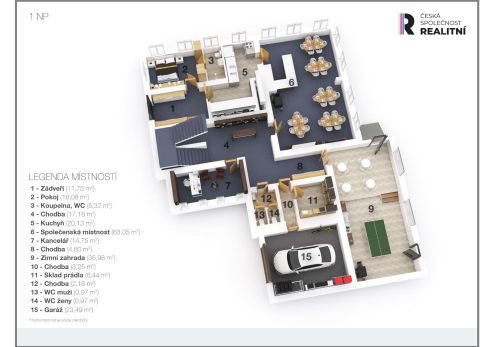 1 NP
ČESKÁ
SPOLEČNOST
REALITNÍ
2
3
5
6
1
4
8
7
12
10
11
13
14
9
15
LEGENDA MÍSTNOSTÍ
1 - Zádveří (11,75 m²)
2 - Pokoj (16,08 m²)
3 - Koupelna, WC (5,32 m²)
4 - Chodba (17,18 m²)
5 - Kuchyň (20,13 m²)
6 - Společenská místnost (63,05 m²)
7 - Kancelář (14,75 m²)
8 - Chodba (4,80 m²)
9 - Zimní zahrada (35,98 m²)
10 - Chodba (5,25 m²)
11 - Sklad prádla (8,44 m²)
12 - Chodba (2,16 m²)
13 - WC muži (0,97 m²)
14 - WC ženy (0,97 m²)
15 - Garáž (23,49 m²)